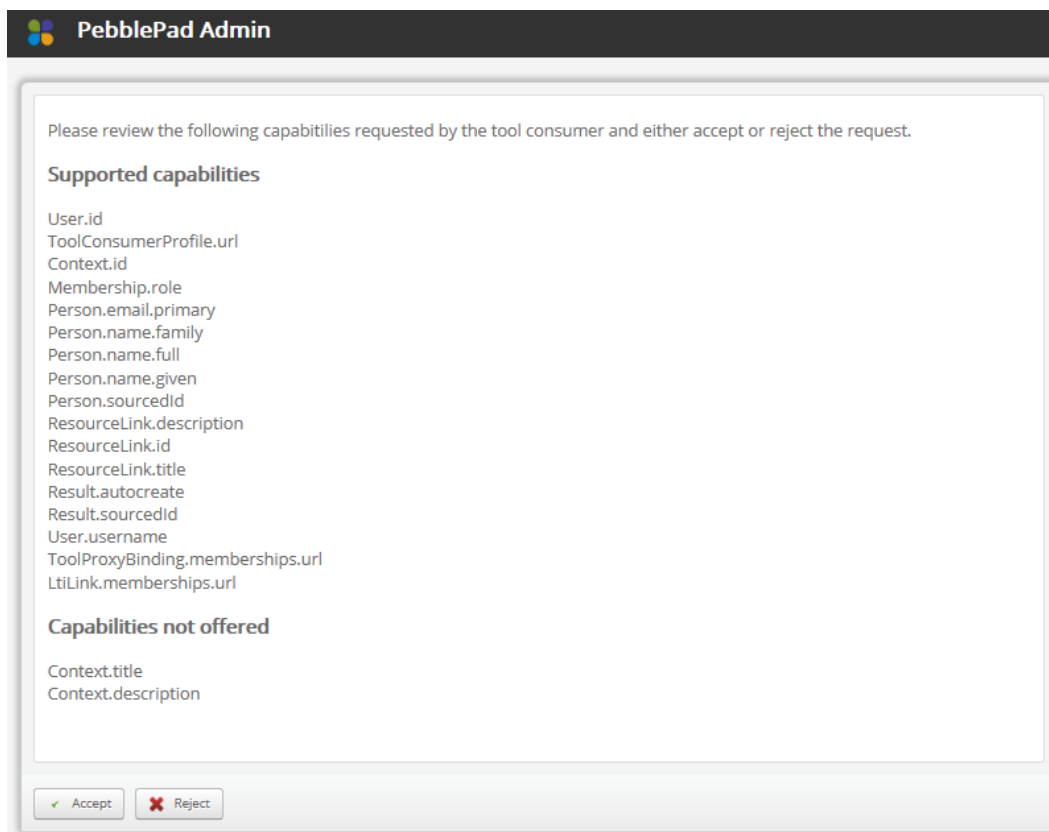 PebblePad Admin
Please review the following capabitilies requested by the tool consumer and either accept or reject the request.
Supported capabilities
User.id
ToolConsumerProfile.url
Context.id
Membership.role
Person.email.primary
Person.name.family
Person.name.full
Person.name.given
Person.sourcedId
ResourceLink.description
ResourceLink.id
ResourceLink.title
Result.autocreate
Result.sourcedId
User.username
ToolProxyBinding.memberships.url
LtiLink.memberships.url
Capabilities not offered
Context.title
Context.description
Accept Reject